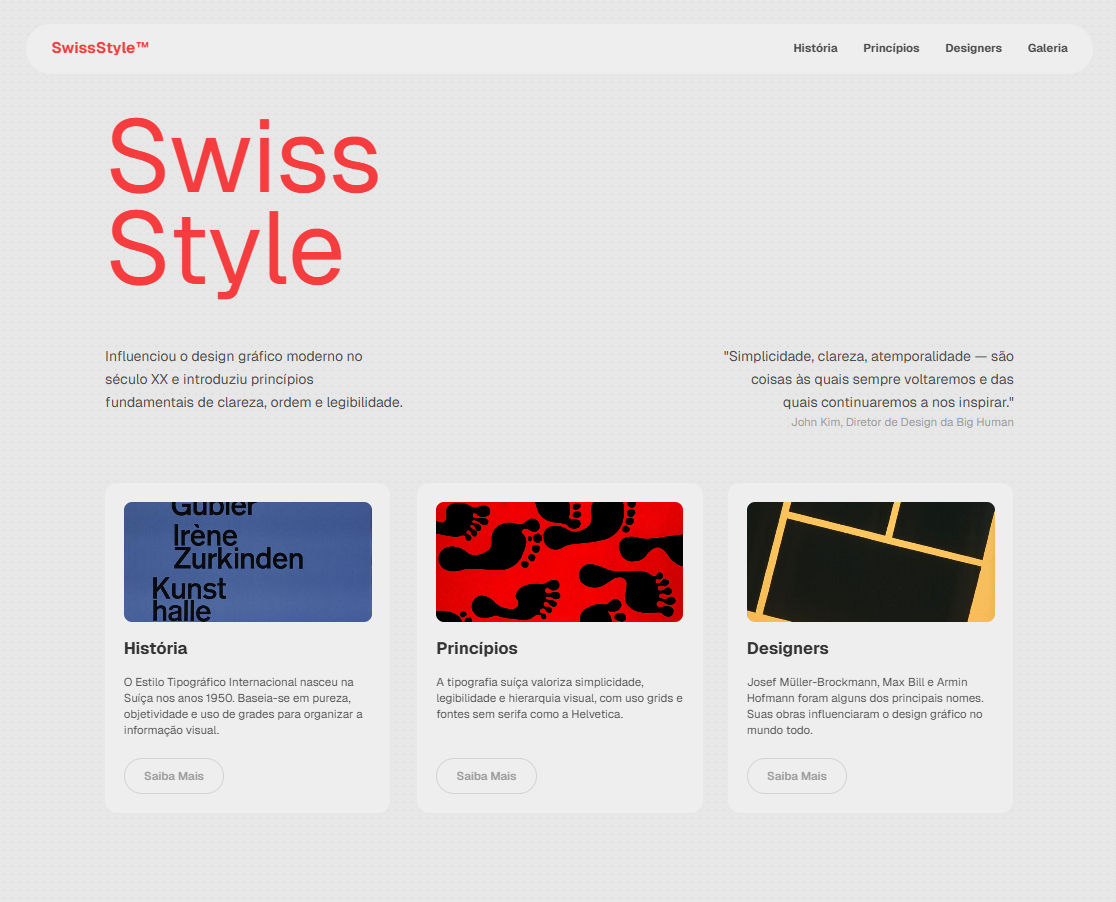 SwissStyle™
História Princípios Designers Galeria
Swiss
Style
Influenciou o design gráfico moderno no
século XX e introduziu princípios
fundamentais de clareza, ordem e legibilidade.
"Simplicidade, clareza, atemporalidade — são
coisas às quais sempre voltaremos e das
quais continuaremos a nos inspirar."
John Kim, Diretor de Design da Big Human
Gubler
Irène
Zurkinden
Kunst
halle
História
O Estilo Tipográfico Internacional nasceu na
Suíça nos anos 1950. Baseia-se em pureza,
objetividade e uso de grades para organizar a
informação visual.
Saiba Mais
Princípios
A tipografia suíça valoriza simplicidade,
legibilidade e hierarquia visual, com uso grids e
fontes sem serifa como a Helvetica.
Saiba Mais
Designers
Josef Müller-Brockmann, Max Bill e Armin
Hofmann foram alguns dos principais nomes.
Suas obras influenciaram o design gráfico no
mundo todo.
Saiba Mais